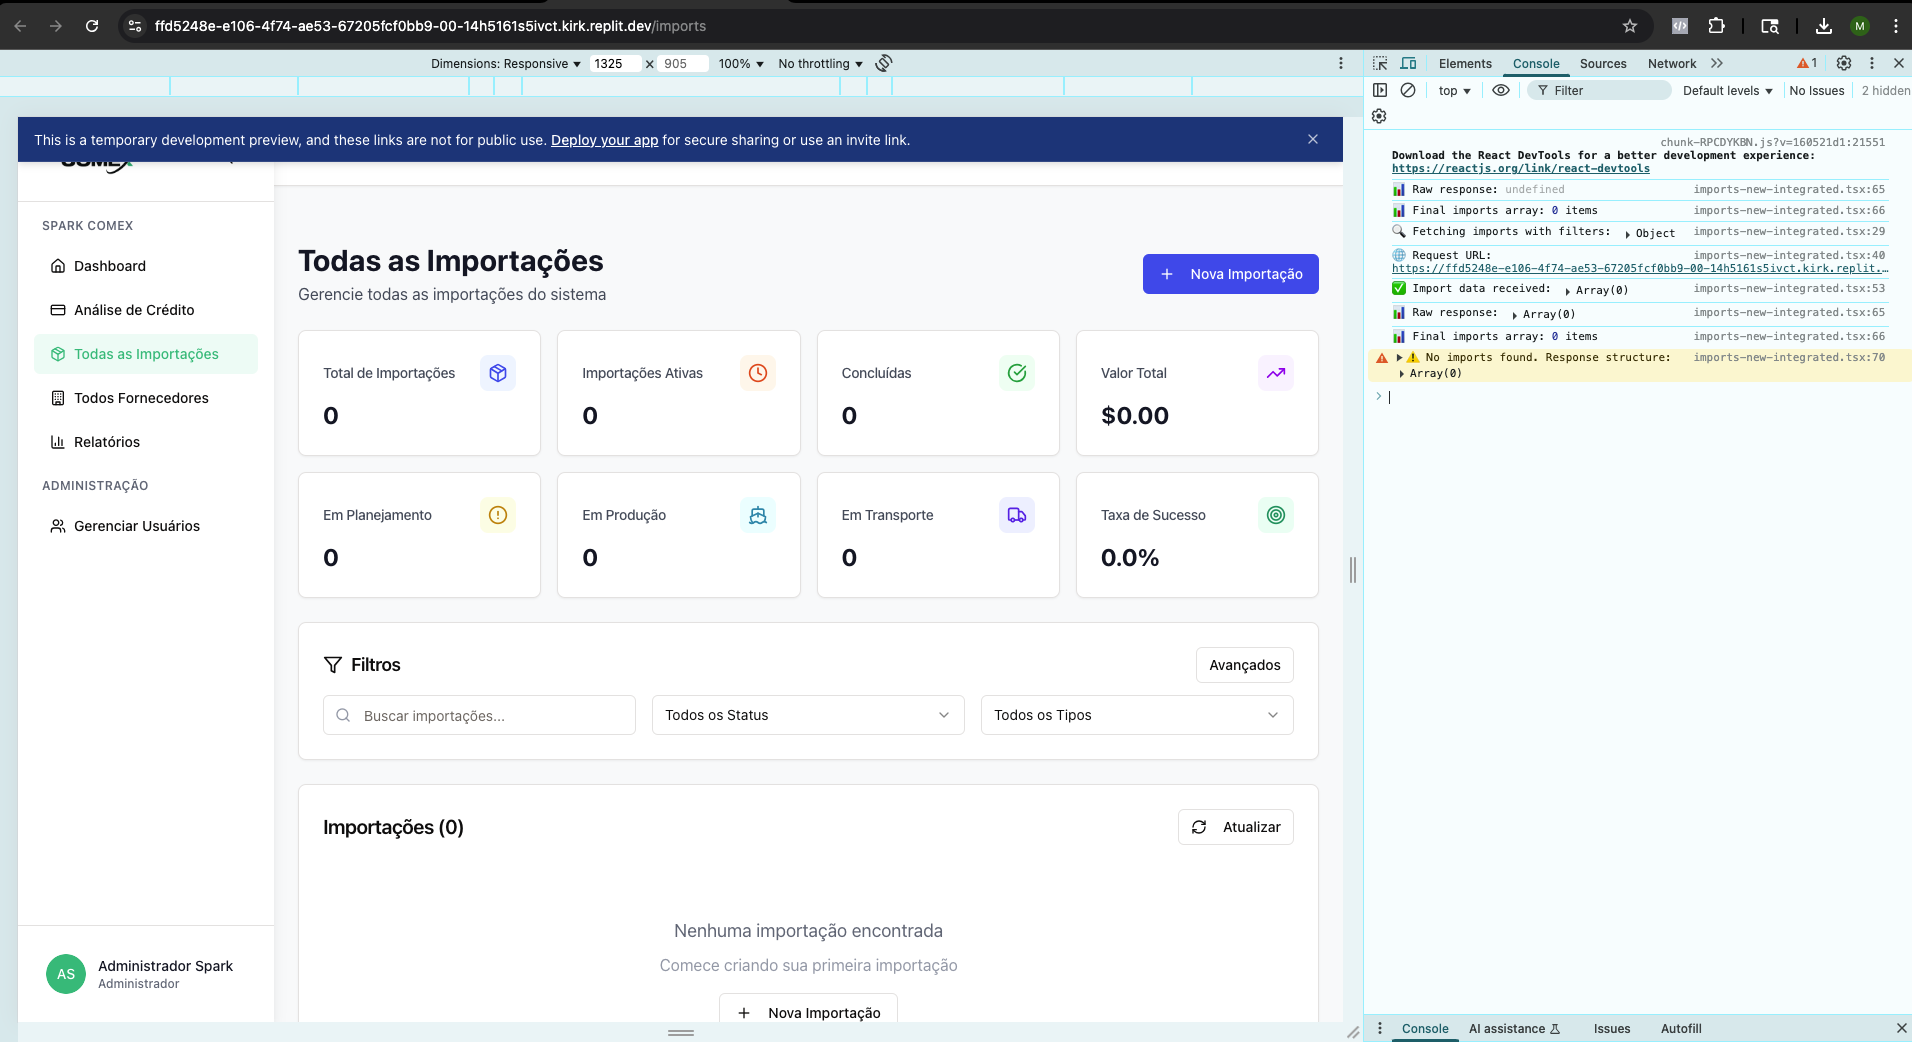 ffd5248e-e106-4f74-ae53-67205fcf0bb9-00-14h5161s5ivct.kirk.replit.dev/imports
M
Dimensions: Responsive 1325 x 905 100% No throttling
This is a temporary development preview, and these links are not for public use. Deploy your app for secure sharing or use an invite link.
SPARK COMEX
Dashboard
Análise de Crédito
Todas as Importações
Todos Fornecedores
Relatórios
ADMINISTRAÇÃO
Gerenciar Usuários
AS
Administrador Spark
Administrador
Todas as Importações
Gerencie todas as importações do sistema
Nova Importação
Total de Importações
0
Importações Ativas
0
Concluídas
0
Valor Total
$0.00
Em Planejamento
0
Em Produção
0
Em Transporte
0
Taxa de Sucesso
0.0%
Filtros
Avançados
Buscar importações...
Todos os Status
Todos os Tipos
Importações (0)
Atualizar
Nenhuma importação encontrada
Comece criando sua primeira importação
Nova Importação
Elements Console Sources Network 1
top Filter Default levels No Issues 2 hidden
chunk-RPCDYKBN.js?v=160521d1:21551
Download the React DevTools for a better development experience:
https://reactjs.org/link/react-devtools
Raw response: undefined imports-new-integrated.tsx:65
Final imports array: 0 items imports-new-integrated.tsx:66
Fetching imports with filters: Object imports-new-integrated.tsx:29
Request URL: imports-new-integrated.tsx:40
https://ffd5248e-e106-4f74-ae53-67205fcf0bb9-00-14h5161s5ivct.kirk.replit.…
Import data received: Array(0) imports-new-integrated.tsx:53
Raw response: Array(0) imports-new-integrated.tsx:65
Final imports array: 0 items imports-new-integrated.tsx:66
No imports found. Response structure: imports-new-integrated.tsx:70
Array(0)
Console AI assistance Issues Autofill